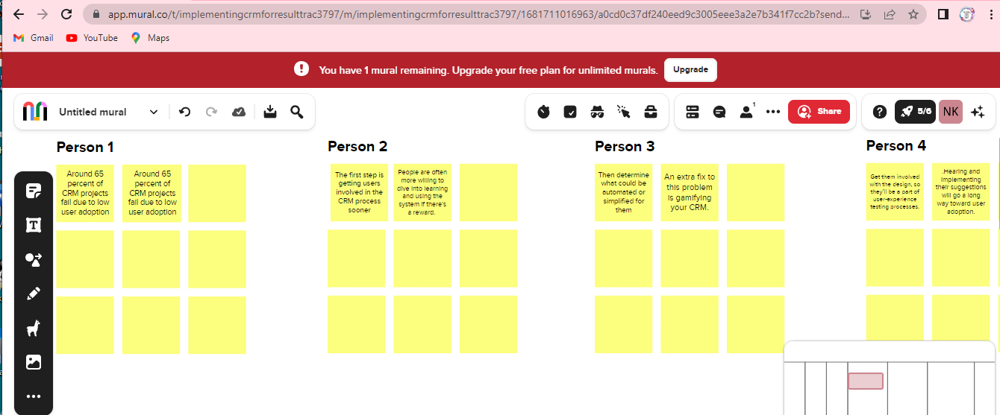 app.mural.co/t/implementingcrmforresulttrac3797/m/implementingcrmforresulttrac3797/1681711016963/a0cd0c37df240eed9c3005eee3a2e7b341f7cc2b?send...
Gmail YouTube Maps
You have 1 mural remaining. Upgrade your free plan for unlimited murals. Upgrade
Untitled mural
1
Share
5/6
NK
Person 1
Around 65
percent of
CRM projects
fail due to low
user adoption
Around 65
percent of
CRM projects
fail due to low
user adoption
Person 2
The first step is
getting users
involved in the
CRM process
sooner
People are often
more willing to
dive into learning
and using the
system if there's
a reward.
Person 3
Then determine
what could be
automated or
simplified for
them
An extra fix to
this problem
is gamifying
your CRM.
Person 4
Get them involved
with the design, so
they'll be a part of
user-experience
testing processes.
.Hearing and
implementing
their suggestions
will go a long
way toward user
adoption.